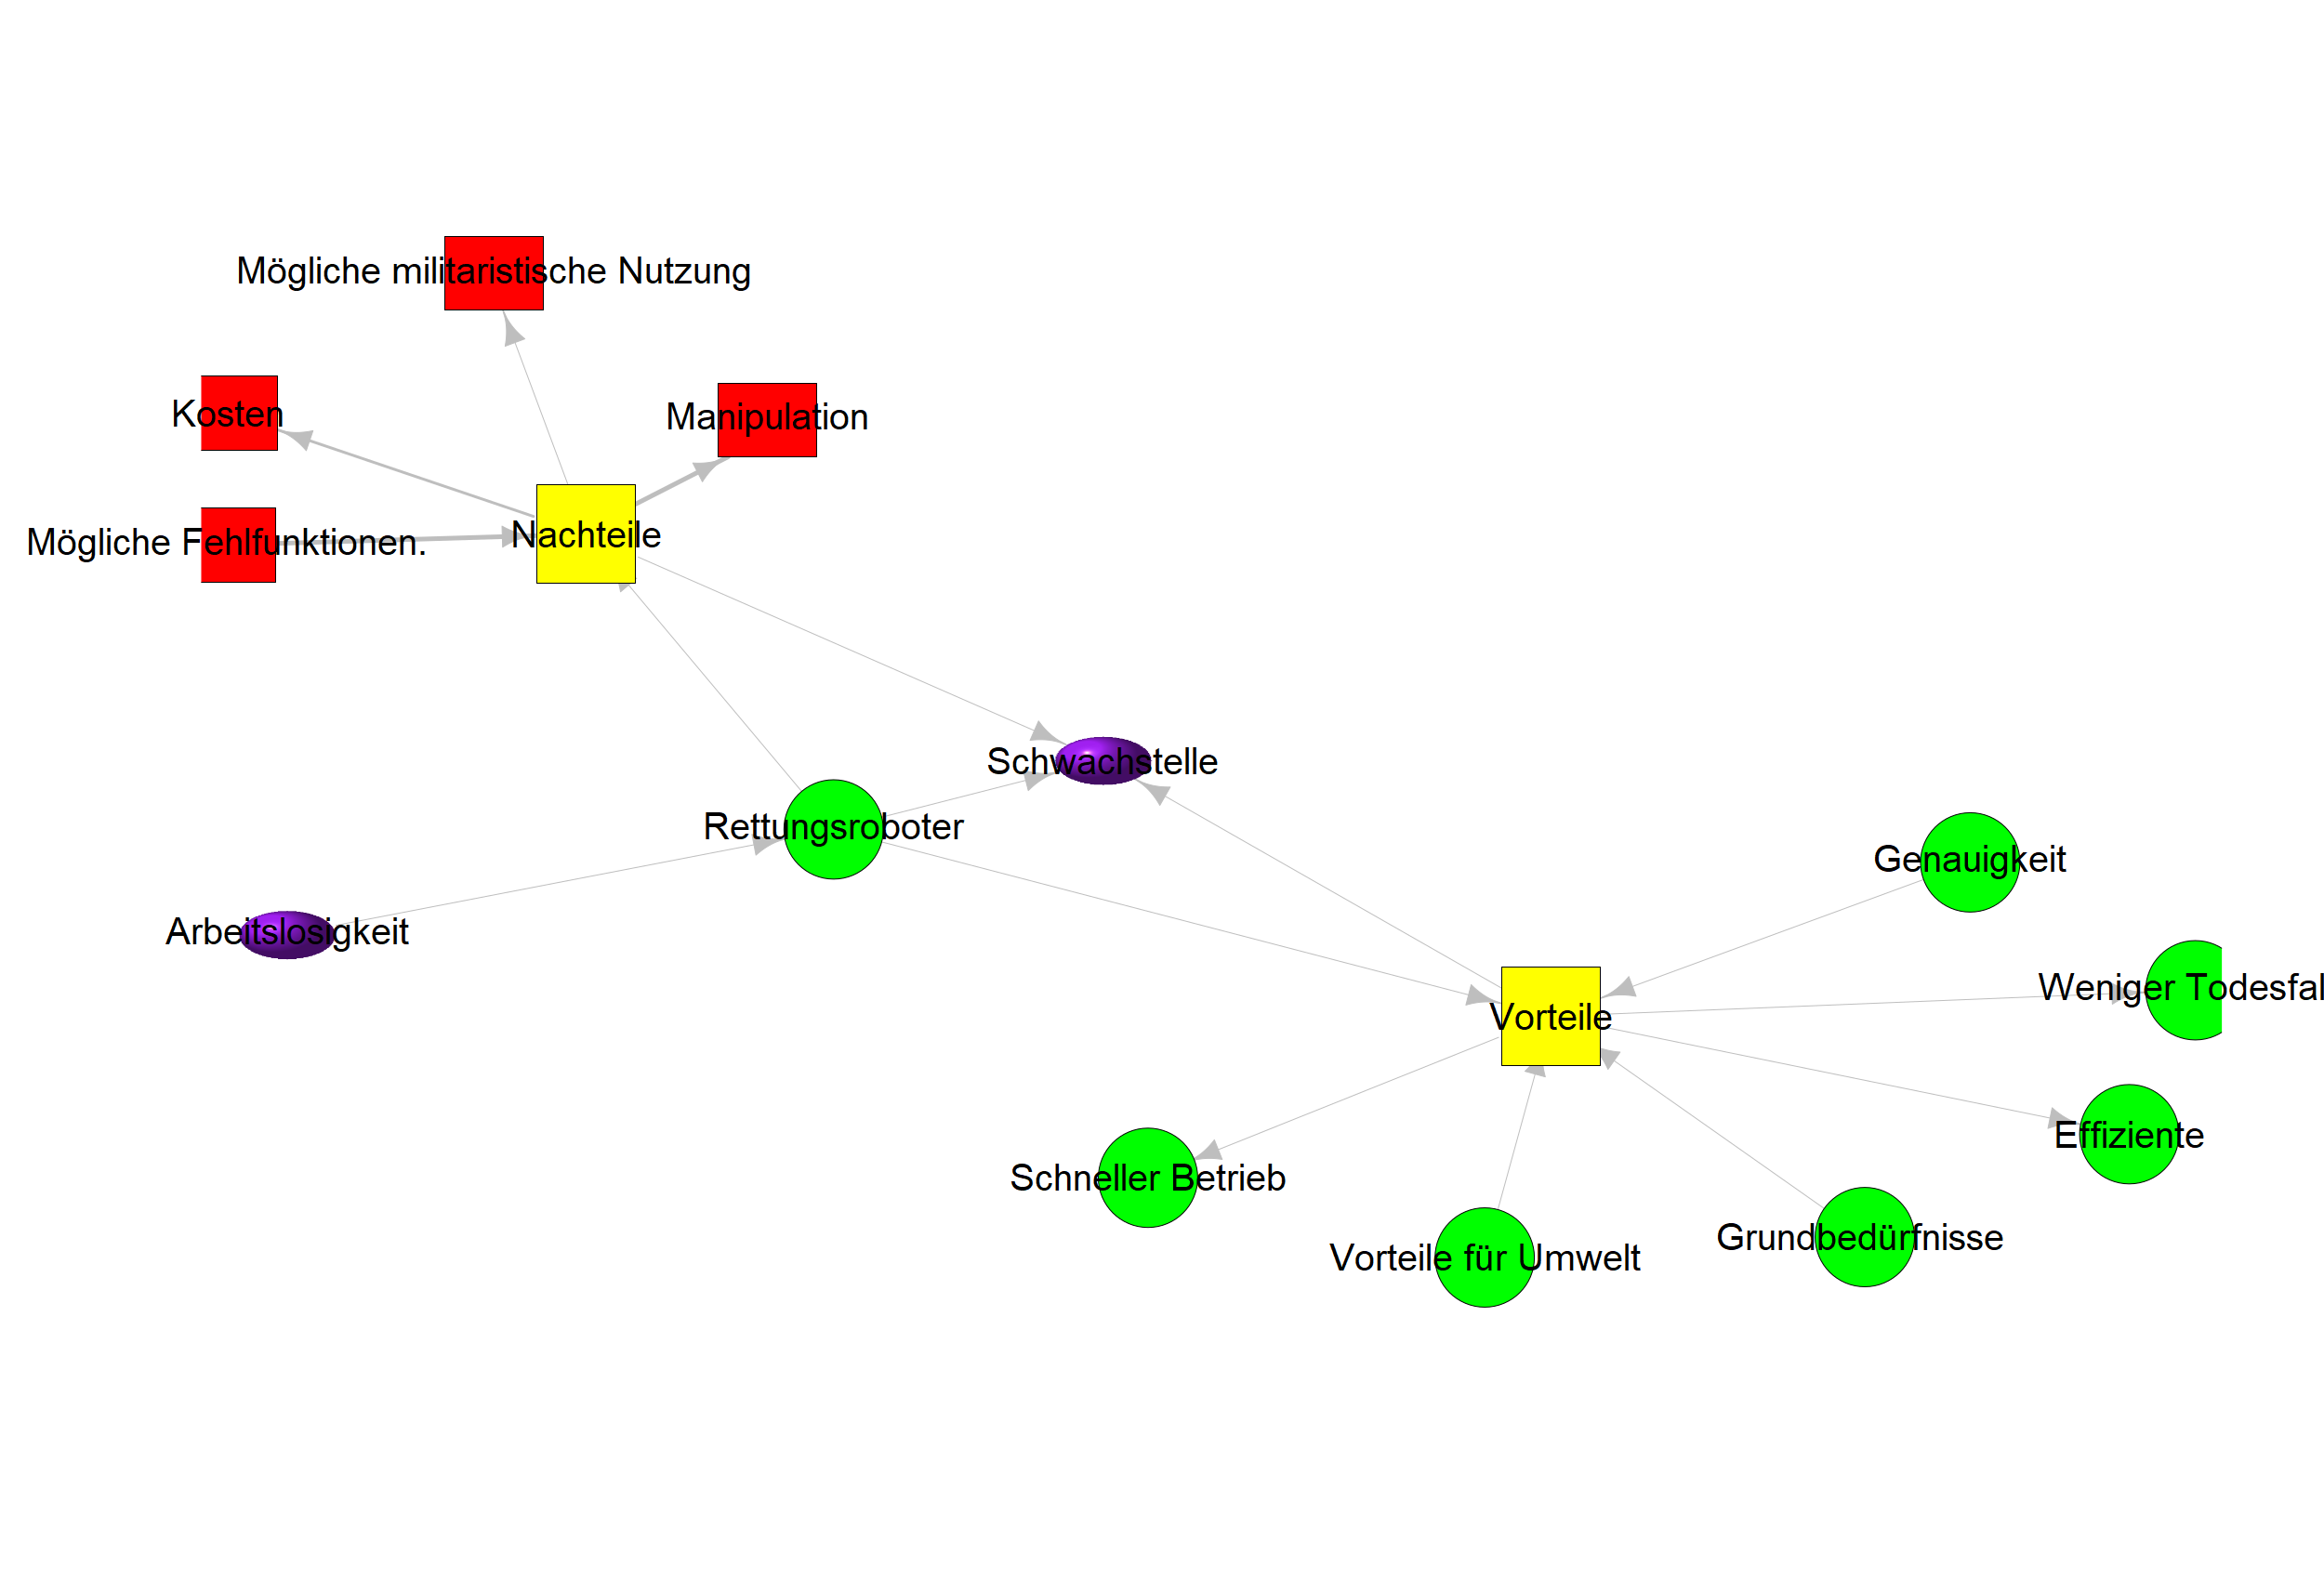 Mögliche militaristische Nutzung
Kosten
Manipulation
Nachteile
Mögliche Fehlfunktionen.
Schwachstelle
Rettungsroboter
Genauigkeit
Arbeitslosigkeit
Weniger Todesfal
Vorteile
Effiziente
Schneller Betrieb
Grundbedürfnisse
Vorteile für Umwelt